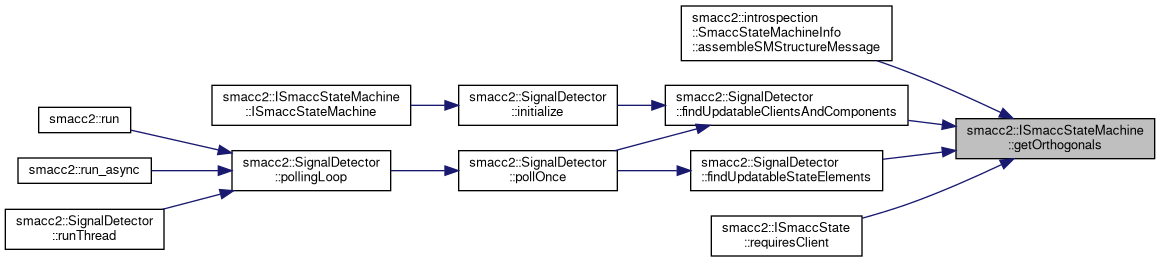 smacc2::introspection
::SmaccStateMachineInfo
::assembleSMStructureMessage
smacc2::ISmaccStateMachine
::ISmaccStateMachine
smacc2::SignalDetector
::initialize
smacc2::SignalDetector
::findUpdatableClientsAndComponents
smacc2::run
smacc2::ISmaccStateMachine
::getOrthogonals
smacc2::run_async
smacc2::SignalDetector
::pollingLoop
smacc2::SignalDetector
::pollOnce
smacc2::SignalDetector
::findUpdatableStateElements
smacc2::SignalDetector
::runThread
smacc2::ISmaccState
::requiresClient